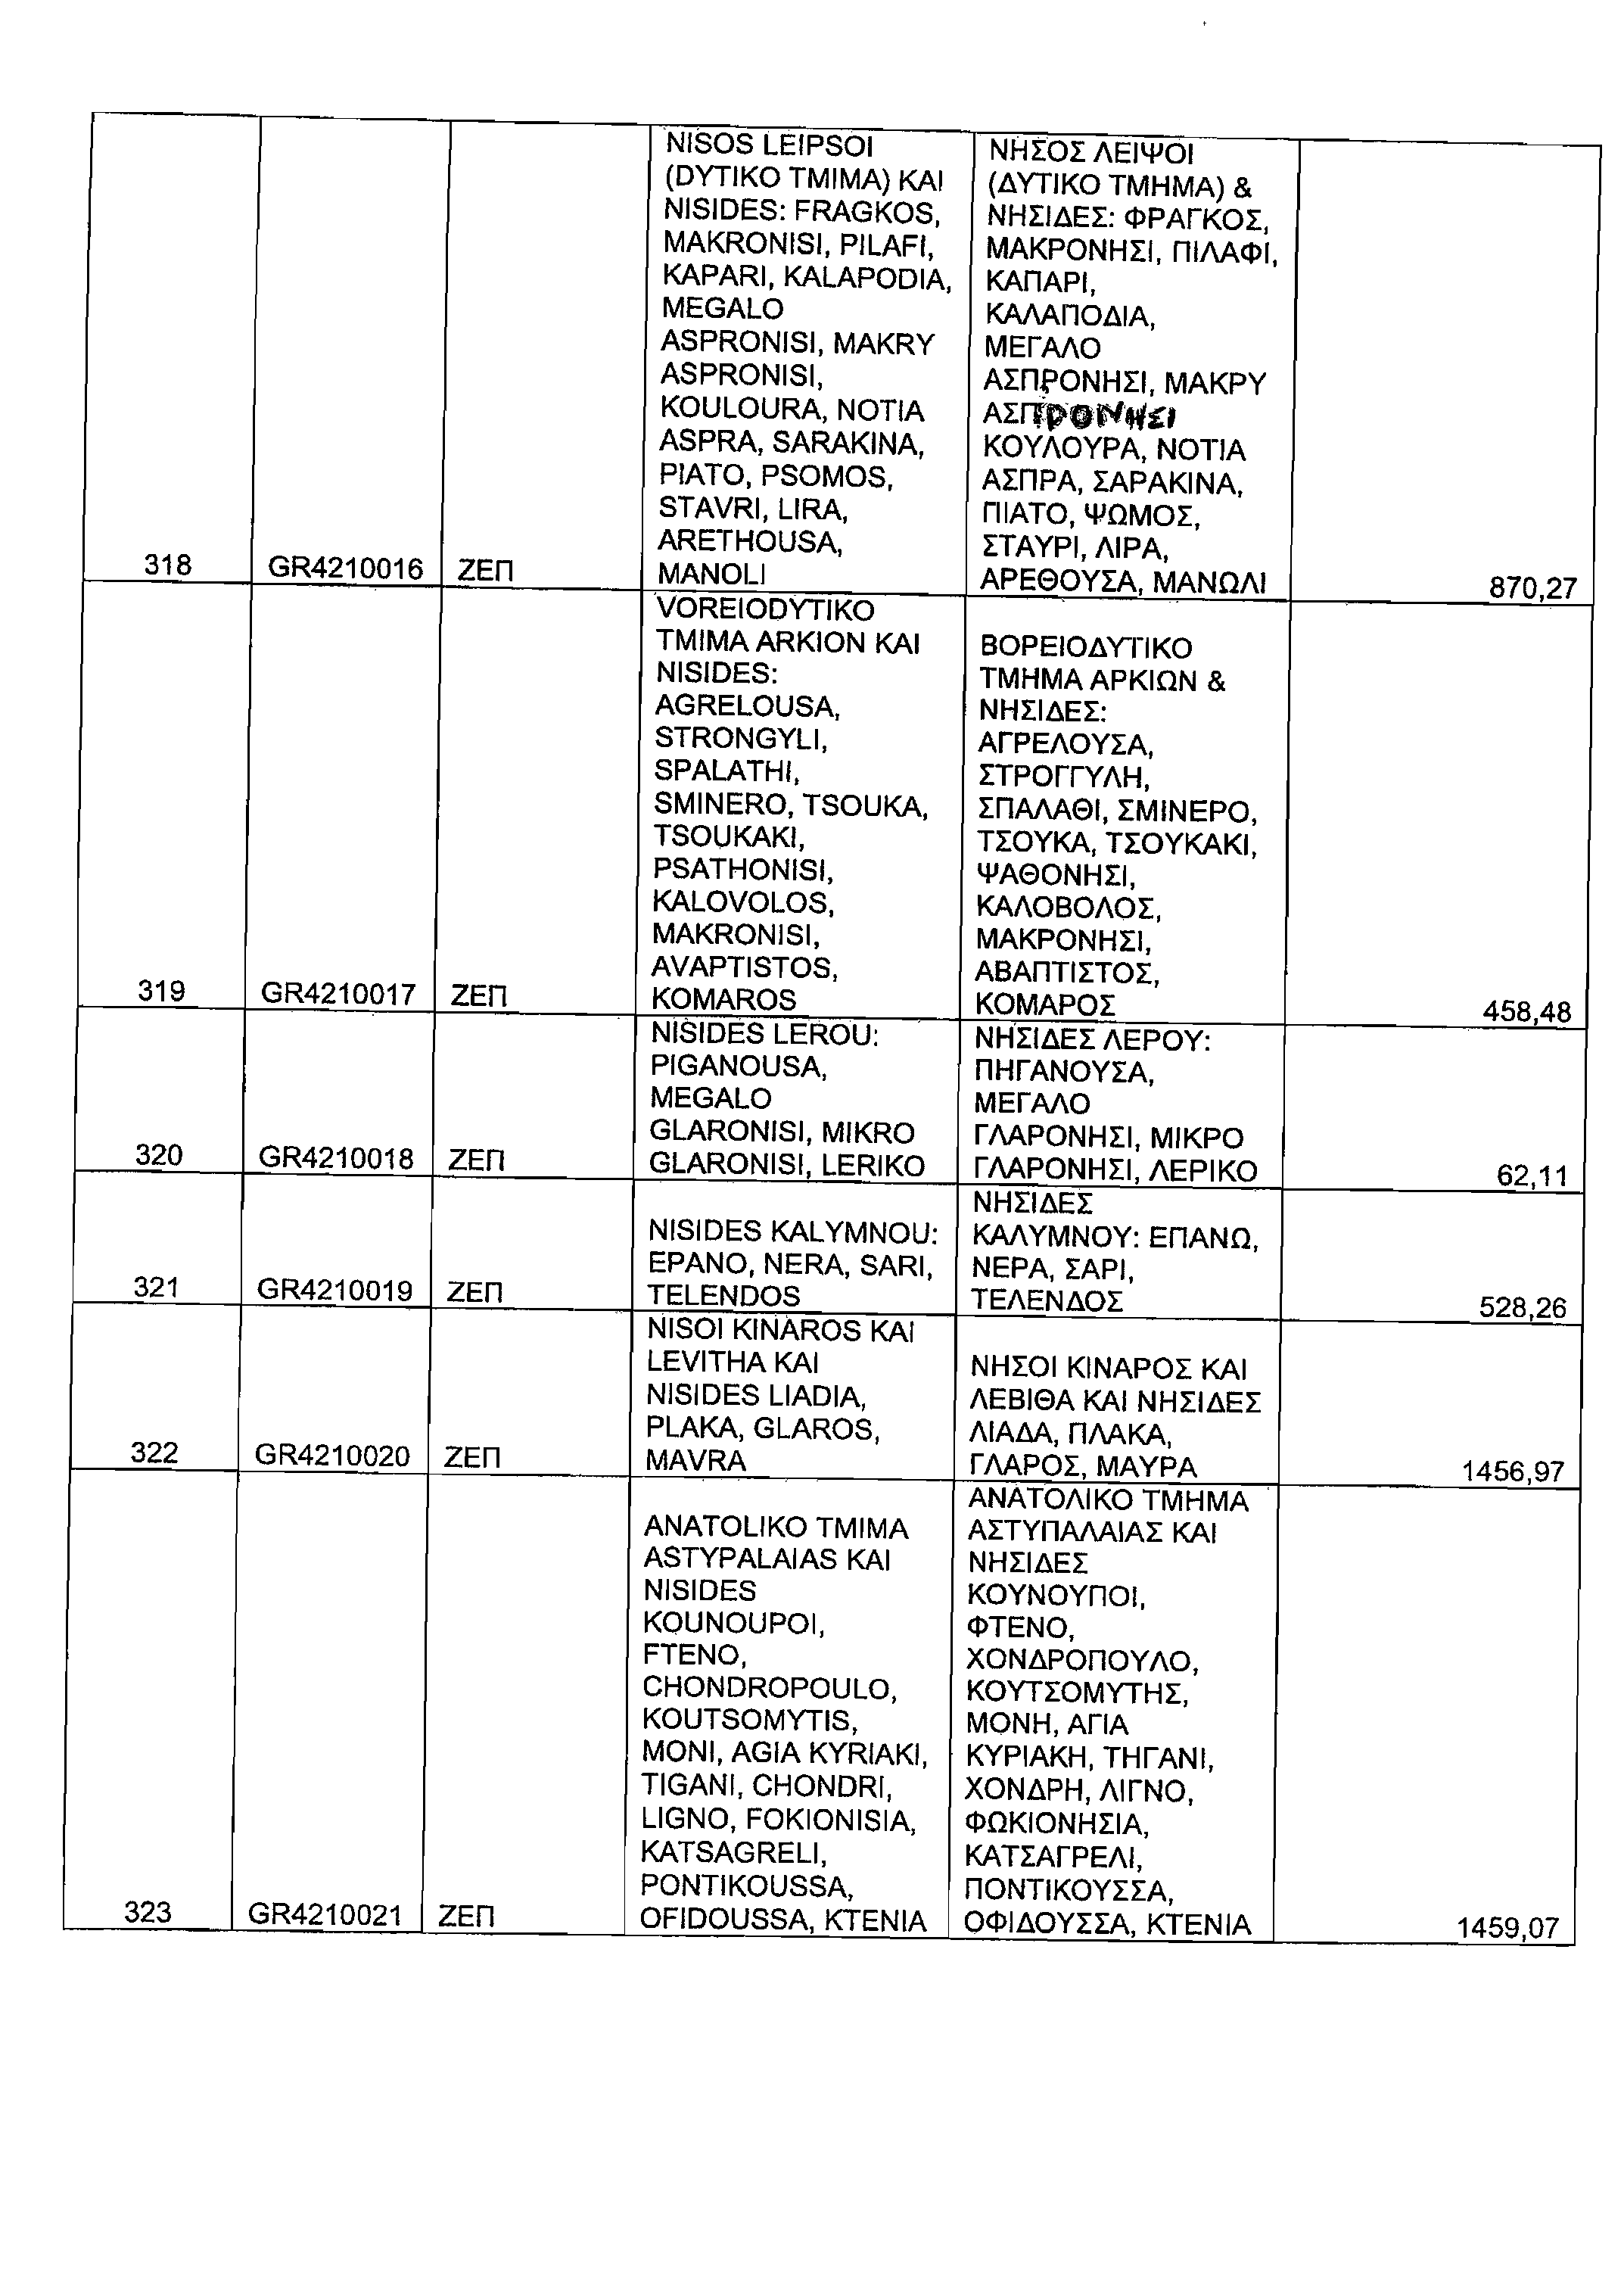 NISOS LEIPSOI
(DYTIKO TMIMA) KAI
NISIDES: FRAGKOS,
MAKRONISI, PILAFI,
KAPARI, KALAPODIA,
MEGALO
ASPRONISI, MAKRY
ASPRONISI,
KOULOURA, NOTIA
ASPRA, SARAKINA,
PIATO, PSOMOS,
STAVRI, LIRA,
ARETHOUSA,
MANOLI
ΝΗΣΟΣ ΛΕΙΨΟΙ
(ΔΥΤΙΚΟ ΤΜΗΜΑ) &
ΝΗΣΙΔΕΣ: ΦΡΑΓΚΟΣ,
ΜΑΚΡΟΝΗΣΙ, ΠΙΛΑΦΙ,
ΚΑΠΑΡΙ,
ΚΑΛΑΠΟΔΙΑ,
ΜΕΓΑΛΟ
ΑΣΠΡΟΝΗΣΙ, ΜΑΚΡΥ
ΑΣΠΡΟΝΗΣΙ
ΚΟΥΛΟΥΡΑ, ΝΟΤΙΑ
ΑΣΠΡΑ, ΣΑΡΑΚΙΝΑ,
ΠΙΑΤΟ, ΨΩΜΟΣ,
ΣΤΑΥΡΙ, ΛΙΡΑ,
ΑΡΕΘΟΥΣΑ, ΜΑΝΩΛΙ
318 GR4210016 ΖΕΠ 870,27
VOREIODYTIKO
TMIMA ARKION KAI
NISIDES:
AGRELOUSA,
STRONGYLI,
SPALATHI,
SMINERO, TSOUKA,
TSOUKAKI,
PSATHONISI,
KALOVOLOS,
MAKRONISI,
AVAPTISTOS,
KOMAROS
ΒΟΡΕΙΟΔΥΤΙΚΟ
ΤΜΗΜΑ ΑΡΚΙΩΝ &
ΝΗΣΙΔΕΣ:
ΑΓΡΕΛΟΥΣΑ,
ΣΤΡΟΓΓΥΛΗ,
ΣΠΑΛΑΘΙ, ΣΜΙΝΕΡΟ,
ΤΣΟΥΚΑ, ΤΣΟΥΚΑΚΙ,
ΨΑΘΟΝΗΣΙ,
ΚΑΛΟΒΟΛΟΣ,
ΜΑΚΡΟΝΗΣΙ,
ΑΒΑΠΤΙΣΤΟΣ,
ΚΟΜΑΡΟΣ
319 GR4210017 ΖΕΠ 458,48
NISIDES LEROU:
PIGANOUSA,
MEGALO
GLARONISI, MIKRO
GLARONISI, LERIKO
ΝΗΣΙΔΕΣ ΛΕΡΟΥ:
ΠΗΓΑΝΟΥΣΑ,
ΜΕΓΑΛΟ
ΓΛΑΡΟΝΗΣΙ, ΜΙΚΡΟ
ΓΛΑΡΟΝΗΣΙ, ΛΕΡΙΚΟ
320 GR4210018 ΖΕΠ 62,11
NISIDES KALYMNOU:
EPANO, NERA, SARI,
TELENDOS
ΝΗΣΙΔΕΣ
ΚΑΛΥΜΝΟΥ: ΕΠΑΝΩ,
ΝΕΡΑ, ΣΑΡΙ,
ΤΕΛΕΝΔΟΣ
321 GR4210019 ΖΕΠ 528,26
NISOI KINAROS KAI
LEVITHA KAI
NISIDES LIADIA,
PLAKA, GLAROS,
MAVRA
ΝΗΣΟΙ ΚΙΝΑΡΟΣ ΚΑΙ
ΛΕΒΙΘΑ ΚΑΙ ΝΗΣΙΔΕΣ
ΛΙΑΔΑ, ΠΛΑΚΑ,
ΓΛΑΡΟΣ, ΜΑΥΡΑ
322 GR4210020 ΖΕΠ 1456,97
ANATOLIKO TMIMA
ASTYPALAIAS KAI
NISIDES
KOUNOUPOI,
FTENO,
CHONDROPOULO,
KOUTSOMYTIS,
MONI, AGIA KYRIAKI,
TIGANI, CHONDRI,
LIGNO, FOKIONISIA,
KATSAGRELI,
PONTIKOUSSA,
OFIDOUSSA, KTENIA
ΑΝΑΤΟΛΙΚΟ ΤΜΗΜΑ
ΑΣΤΥΠΑΛΑΙΑΣ ΚΑΙ
ΝΗΣΙΔΕΣ
ΚΟΥΝΟΥΠΟΙ,
ΦΤΕΝΟ,
ΧΟΝΔΡΟΠΟΥΛΟ,
ΚΟΥΤΣΟΜΥΤΗΣ,
ΜΟΝΗ, ΑΓΙΑ
ΚΥΡΙΑΚΗ, ΤΗΓΑΝΙ,
ΧΟΝΔΡΗ, ΛΙΓΝΟ,
ΦΩΚΙΟΝΗΣΙΑ,
ΚΑΤΣΑΓΡΕΛΙ,
ΠΟΝΤΙΚΟΥΣΣΑ,
ΟΦΙΔΟΥΣΣΑ, ΚΤΕΝΙΑ
323 GR4210021 ΖΕΠ 1459,07